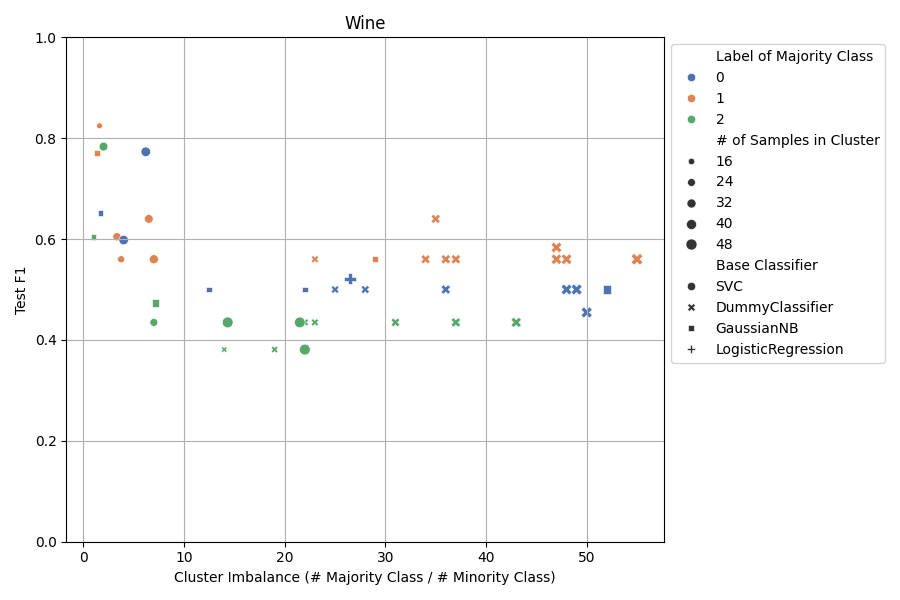 Wine
1.0
0.8
0.6
0.4
0.2
0.0
Test F1
0 10 20 30 40 50
Cluster Imbalance (# Majority Class / # Minority Class)
Label of Majority Class
0
1
2
# of Samples in Cluster
16
24
32
40
48
Base Classifier
SVC
DummyClassifier
GaussianNB
LogisticRegression